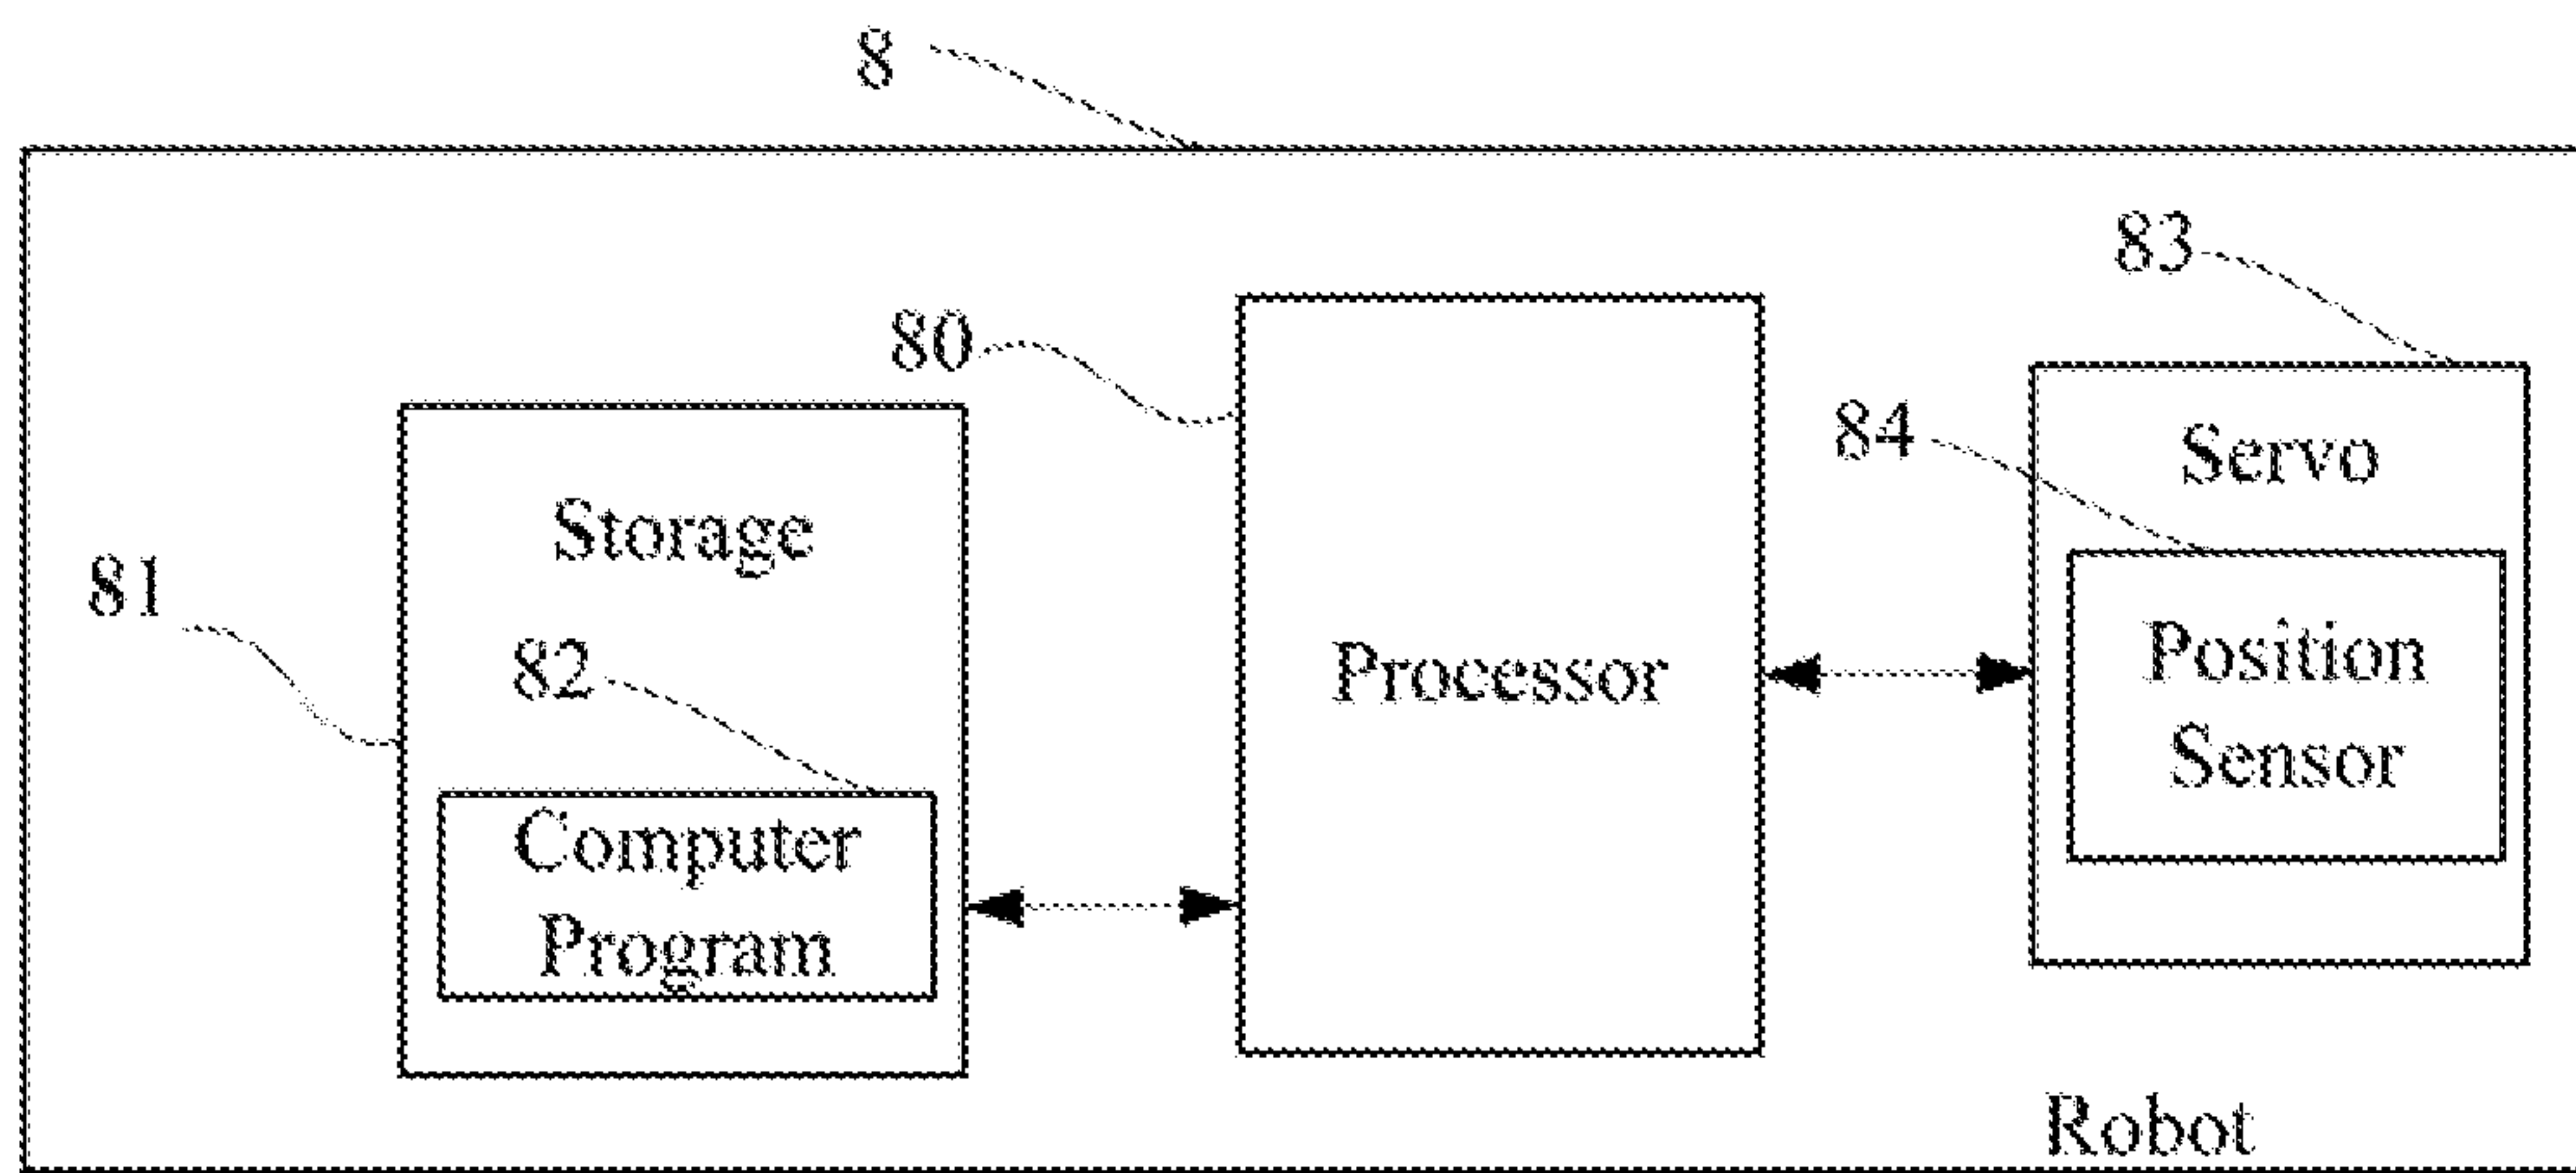 8
83
80
84
Servo
Storage
81
82
Position
Sensor
Processor
Computer
Program
Robot